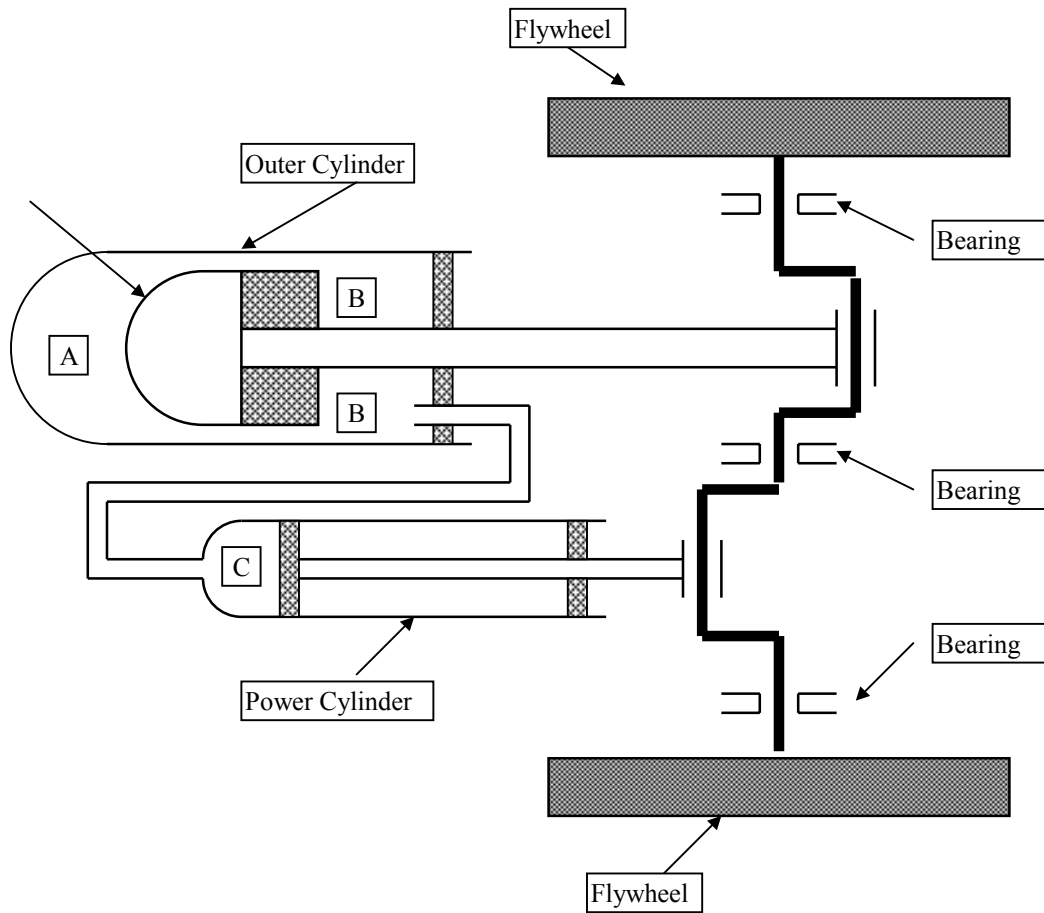 Flywheel
Outer Cylinder
Bearing
B
A
B
Bearing
C
Bearing
Power Cylinder
Flywheel